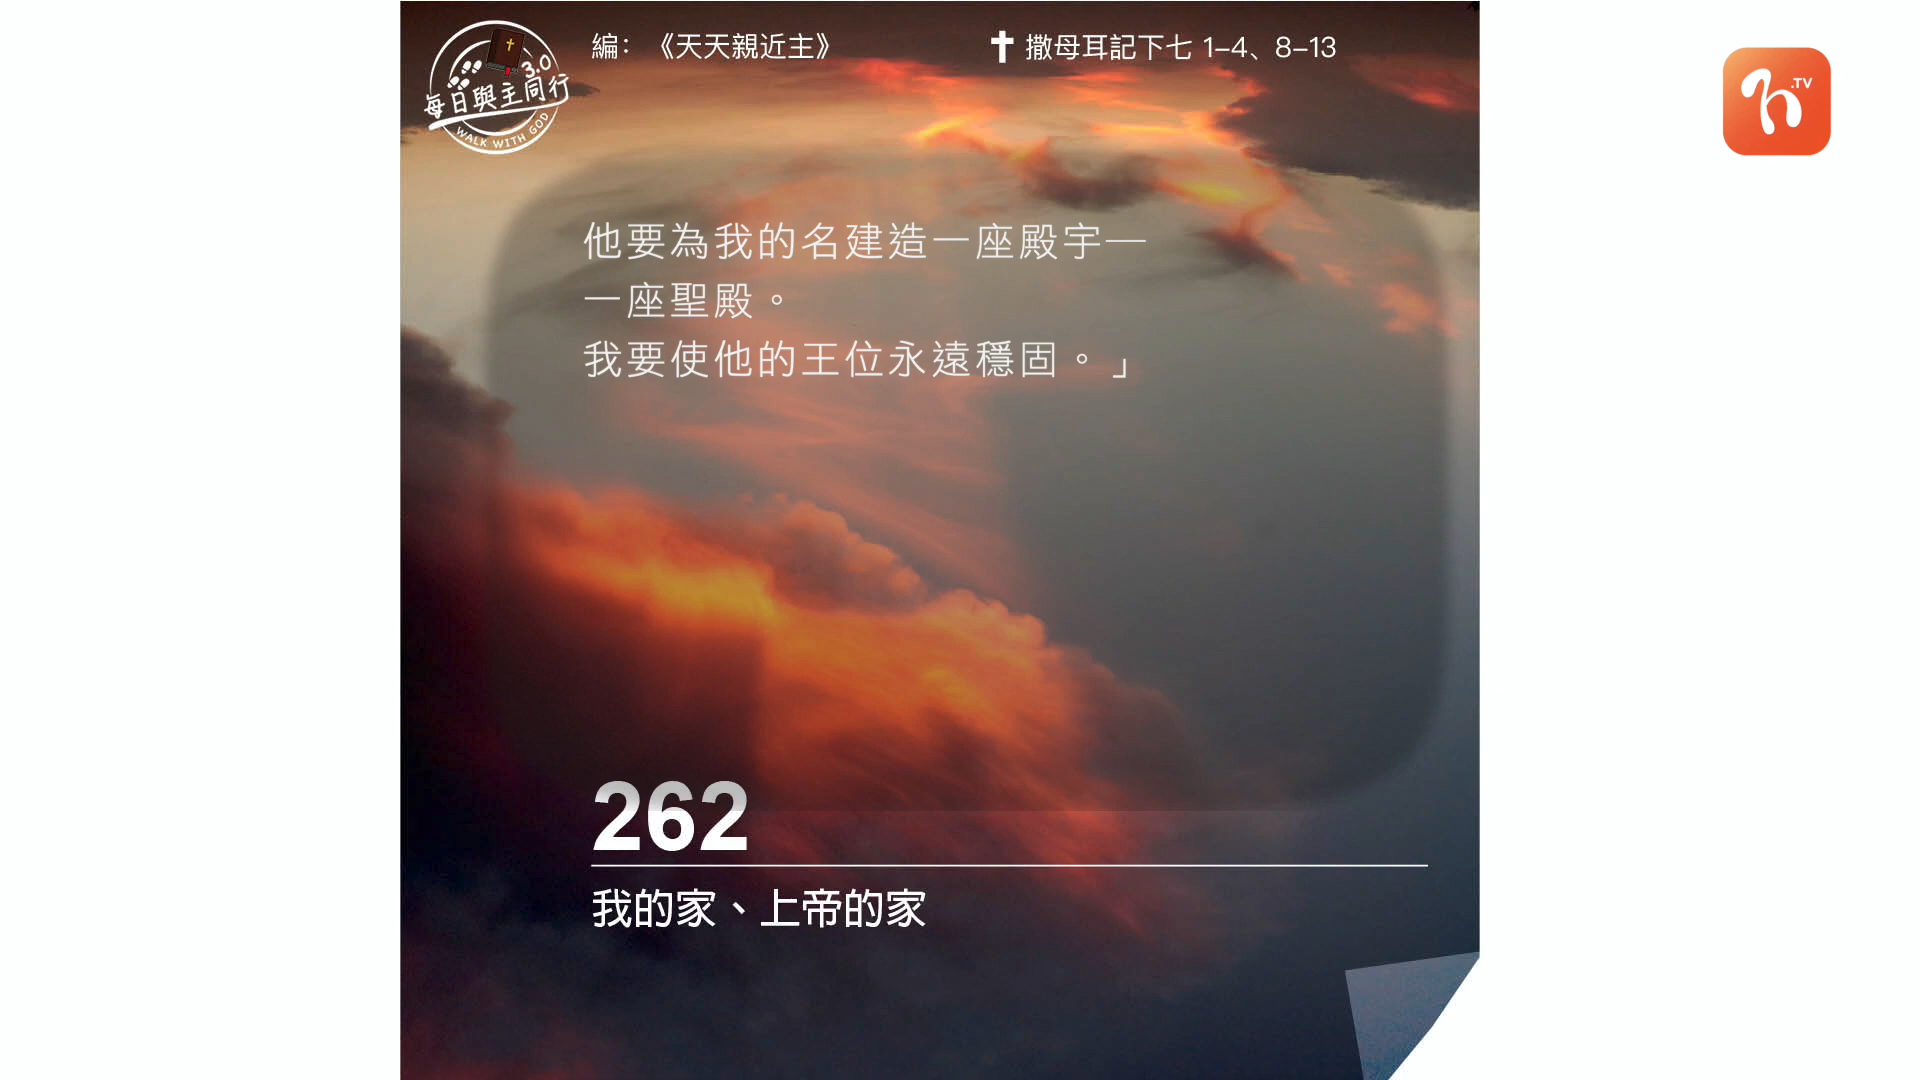 編：《天天親近主》
撒母耳記下七 1–4、8–13
3.0
每日與主同行
WALK WITH GOD
h.TV
他要為我的名建造一座殿宇—
一座聖殿。
我要使他的王位永遠穩固。」
262
我的家、上帝的家